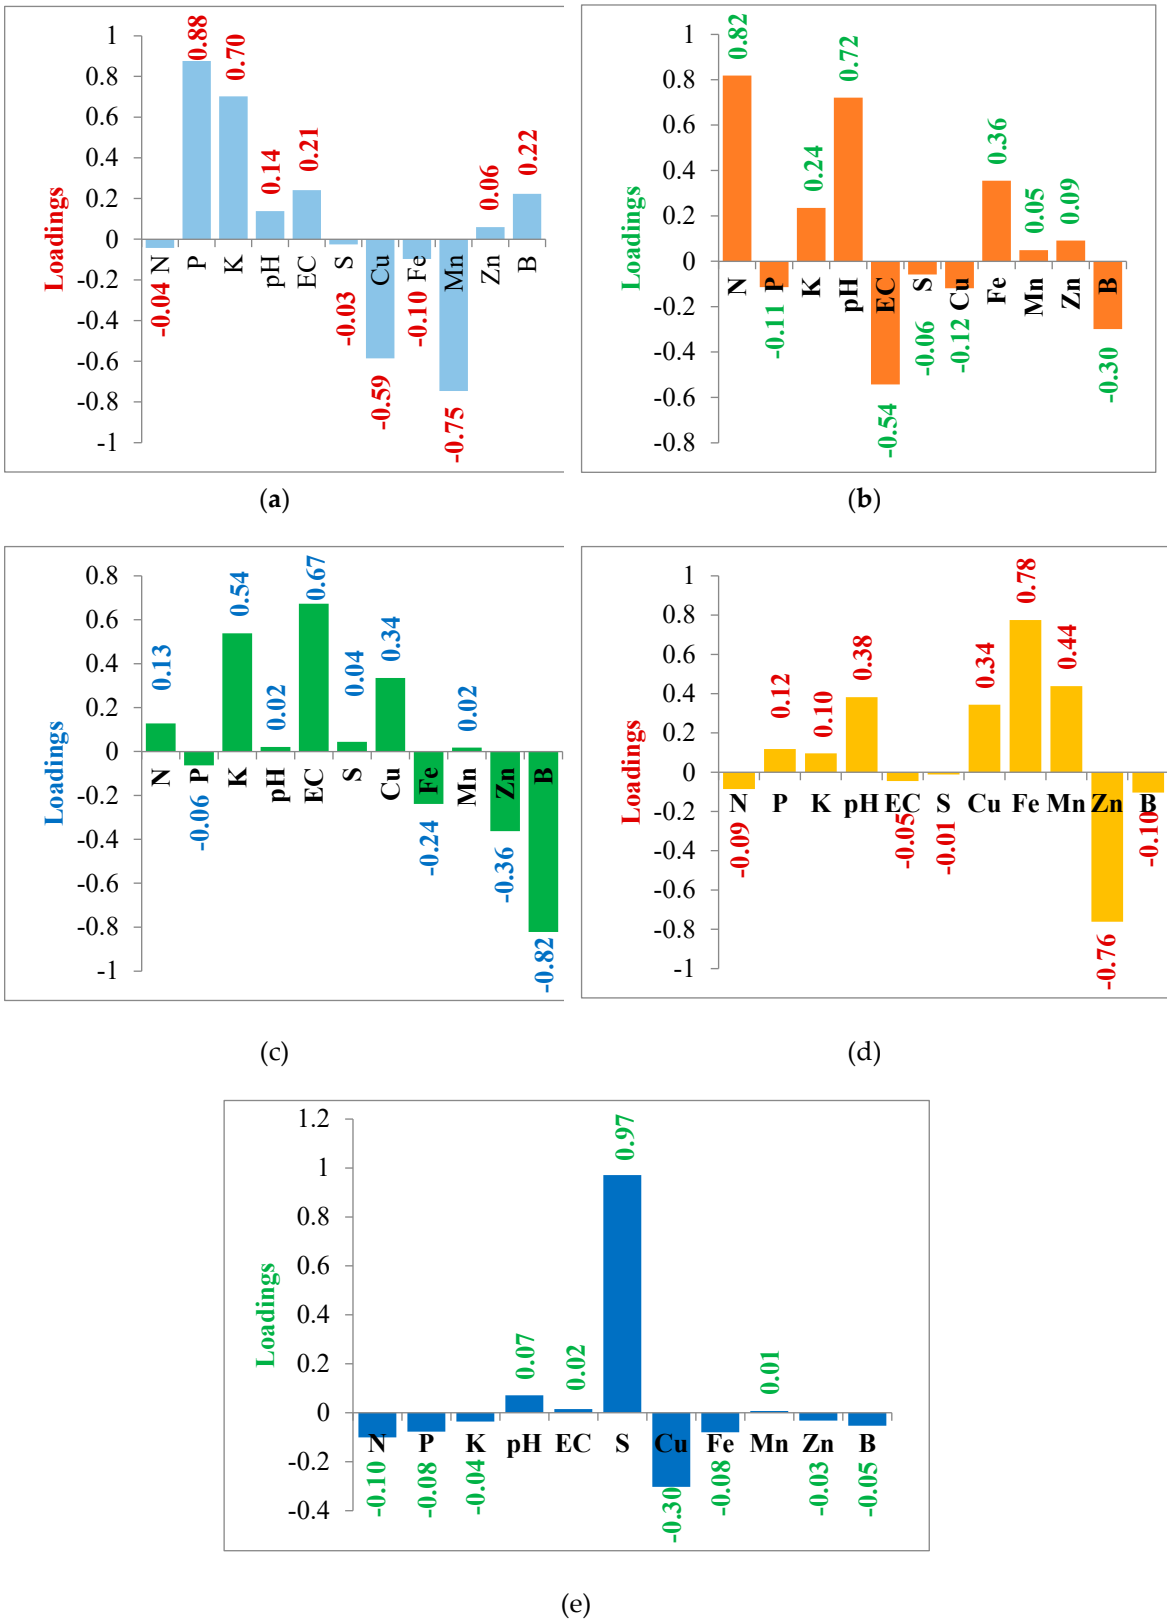 Loadings
1
0.8
0.6
0.4
0.2
0
-0.2
-0.4
-0.6
-0.8
-1
N P K pH EC S Cu Fe Mn Zn B
-0.04 0.88 0.70 0.14 0.21 -0.03 -0.59 -0.10 -0.75 0.06 0.22
(a)
Loadings
1
0.8
0.6
0.4
0.2
0
-0.2
-0.4
-0.6
-0.8
N P K pH EC S Cu Fe Mn Zn B
0.82 -0.11 0.24 0.72 -0.54 -0.06 -0.12 0.36 0.05 0.09 -0.30
(b)
Loadings
0.8
0.6
0.4
0.2
0
-0.2
-0.4
-0.6
-0.8
-1
N P K pH EC S Cu Fe Mn Zn B
0.13 -0.06 0.54 0.02 0.67 0.04 0.34 -0.24 0.02 -0.36 -0.82
(c)
Loadings
1
0.8
0.6
0.4
0.2
0
-0.2
-0.4
-0.6
-0.8
-1
N P K pH EC S Cu Fe Mn Zn B
-0.09 0.12 0.10 0.38 -0.05 -0.01 0.34 0.78 0.44 -0.76 -0.10
(d)
Loadings
1.2
1
0.8
0.6
0.4
0.2
0
-0.2
-0.4
N P K pH EC S Cu Fe Mn Zn B
-0.10 -0.08 -0.04 0.07 0.02 0.97 -0.30 -0.08 0.01 -0.03 -0.05
(e)